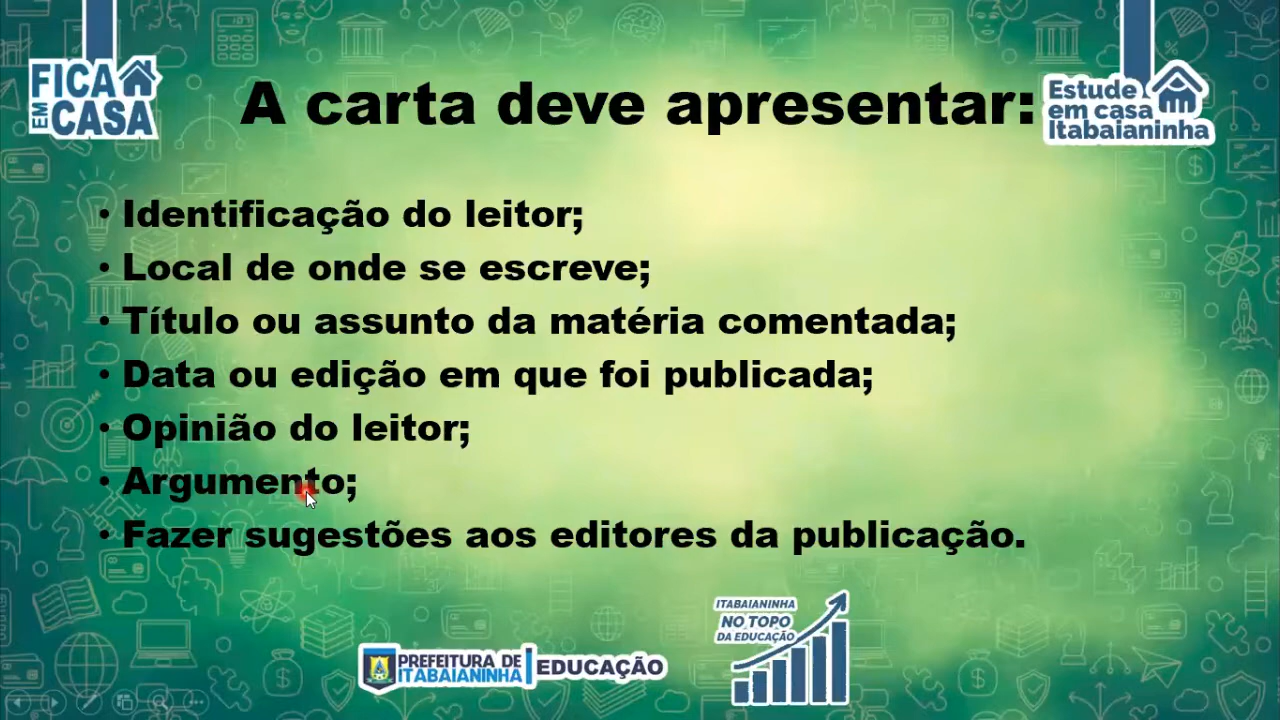 FICA
EM
CASA
A carta deve apresentar:
Estude
em casa
Itabaianinha
• Identificação do leitor;
• Local de onde se escreve;
• Título ou assunto da matéria comentada;
• Data ou edição em que foi publicada;
• Opinião do leitor;
• Argumento;
• Fazer sugestões aos editores da publicação.
ITABAIANINHA
NO TOPO
DA EDUCAÇÃO
PREFEITURA DE
ITABAIANINHA
EDUCAÇÃO